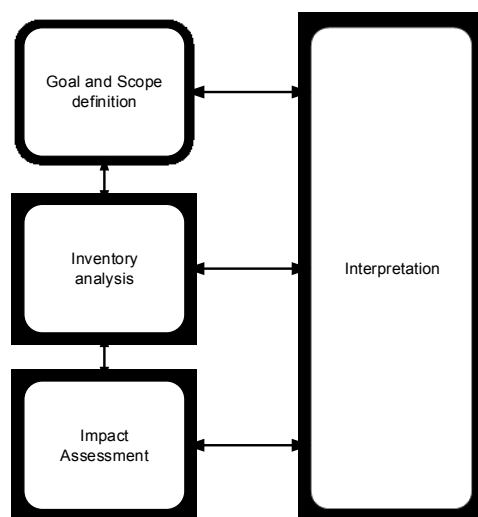 Goal and Scope
definition
Inventory
analysis
Interpretation
Impact
Assessment